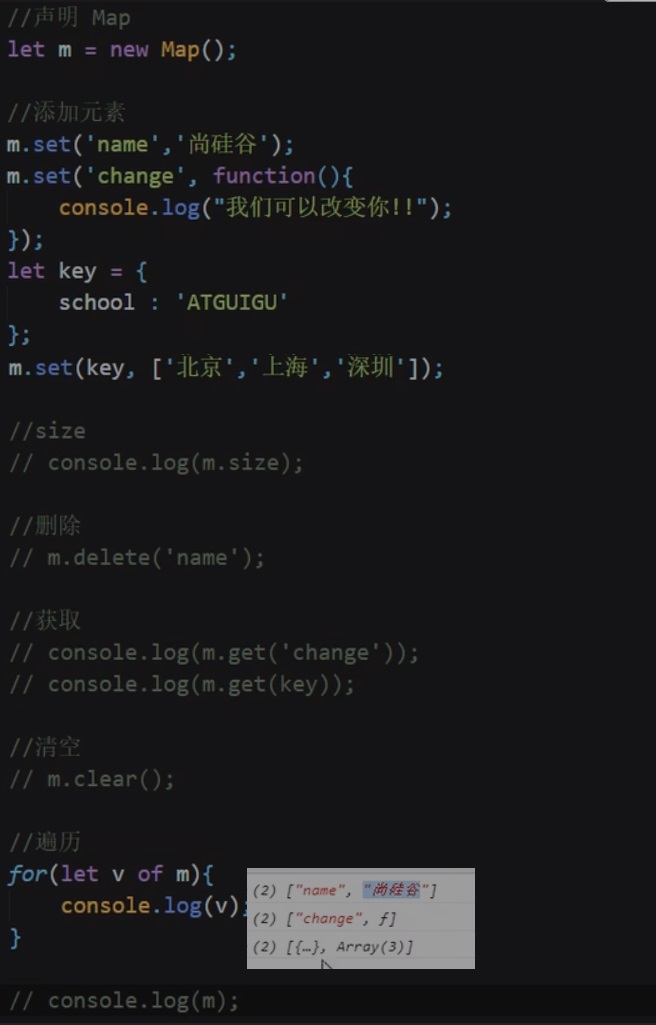 //声明 Map
let m = new Map();
//添加元素
m.set('name','尚硅谷');
m.set('change', function(){
console.log("我们可以改变你!!");
});
let key = {
school : 'ATGUIGU'
};
m.set(key, ['北京','上海','深圳']);
//size
// console.log(m.size);
//删除
// m.delete('name');
//获取
// console.log(m.get('change'));
// console.log(m.get(key));
//清空
// m.clear();
//遍历
for(let v of m){
console.log(v);
}
(2) ["name", "尚硅谷"]
(2) ["change", ƒ]
(2) [{…}, Array(3)]
// console.log(m);